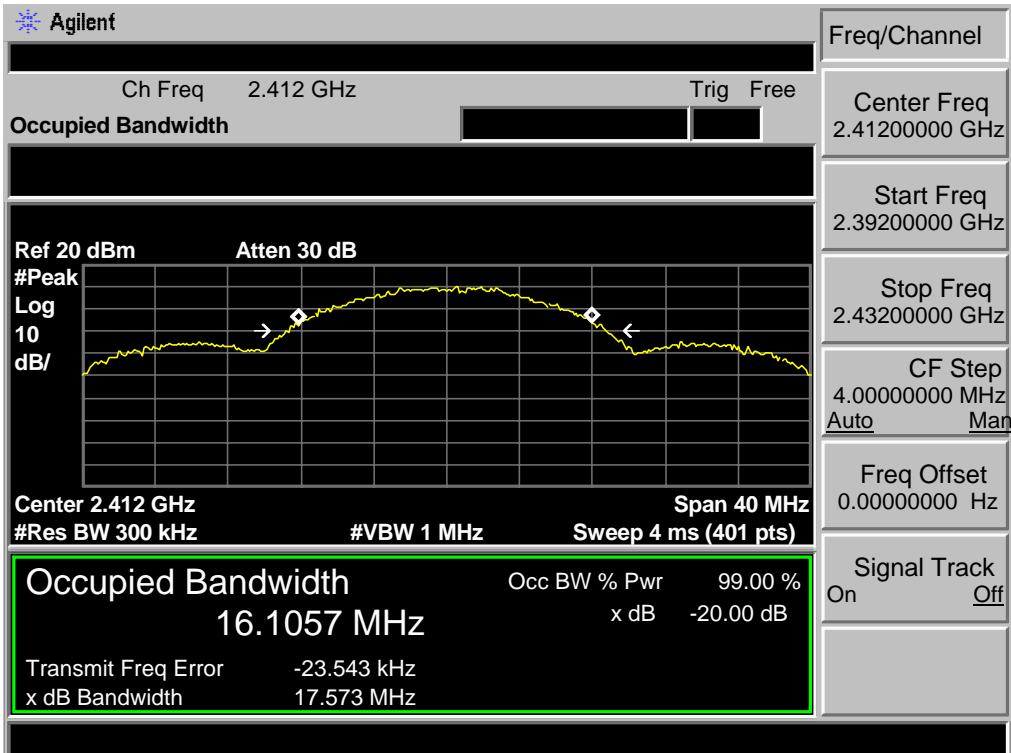 Agilent
Ch Freq 2.412 GHz Trig Free
Occupied Bandwidth
Ref 20 dBm Atten 30 dB
#Peak
Log
10
dB/
Center 2.412 GHz Span 40 MHz
#Res BW 300 kHz #VBW 1 MHz Sweep 4 ms (401 pts)
Occupied Bandwidth
16.1057 MHz
Occ BW % Pwr 99.00 %
x dB -20.00 dB
Transmit Freq Error -23.543 kHz
x dB Bandwidth 17.573 MHz
Freq/Channel
Center Freq
2.41200000 GHz
Start Freq
2.39200000 GHz
Stop Freq
2.43200000 GHz
CF Step
4.00000000 MHz
Auto Man
Freq Offset
0.00000000 Hz
Signal Track
On Off